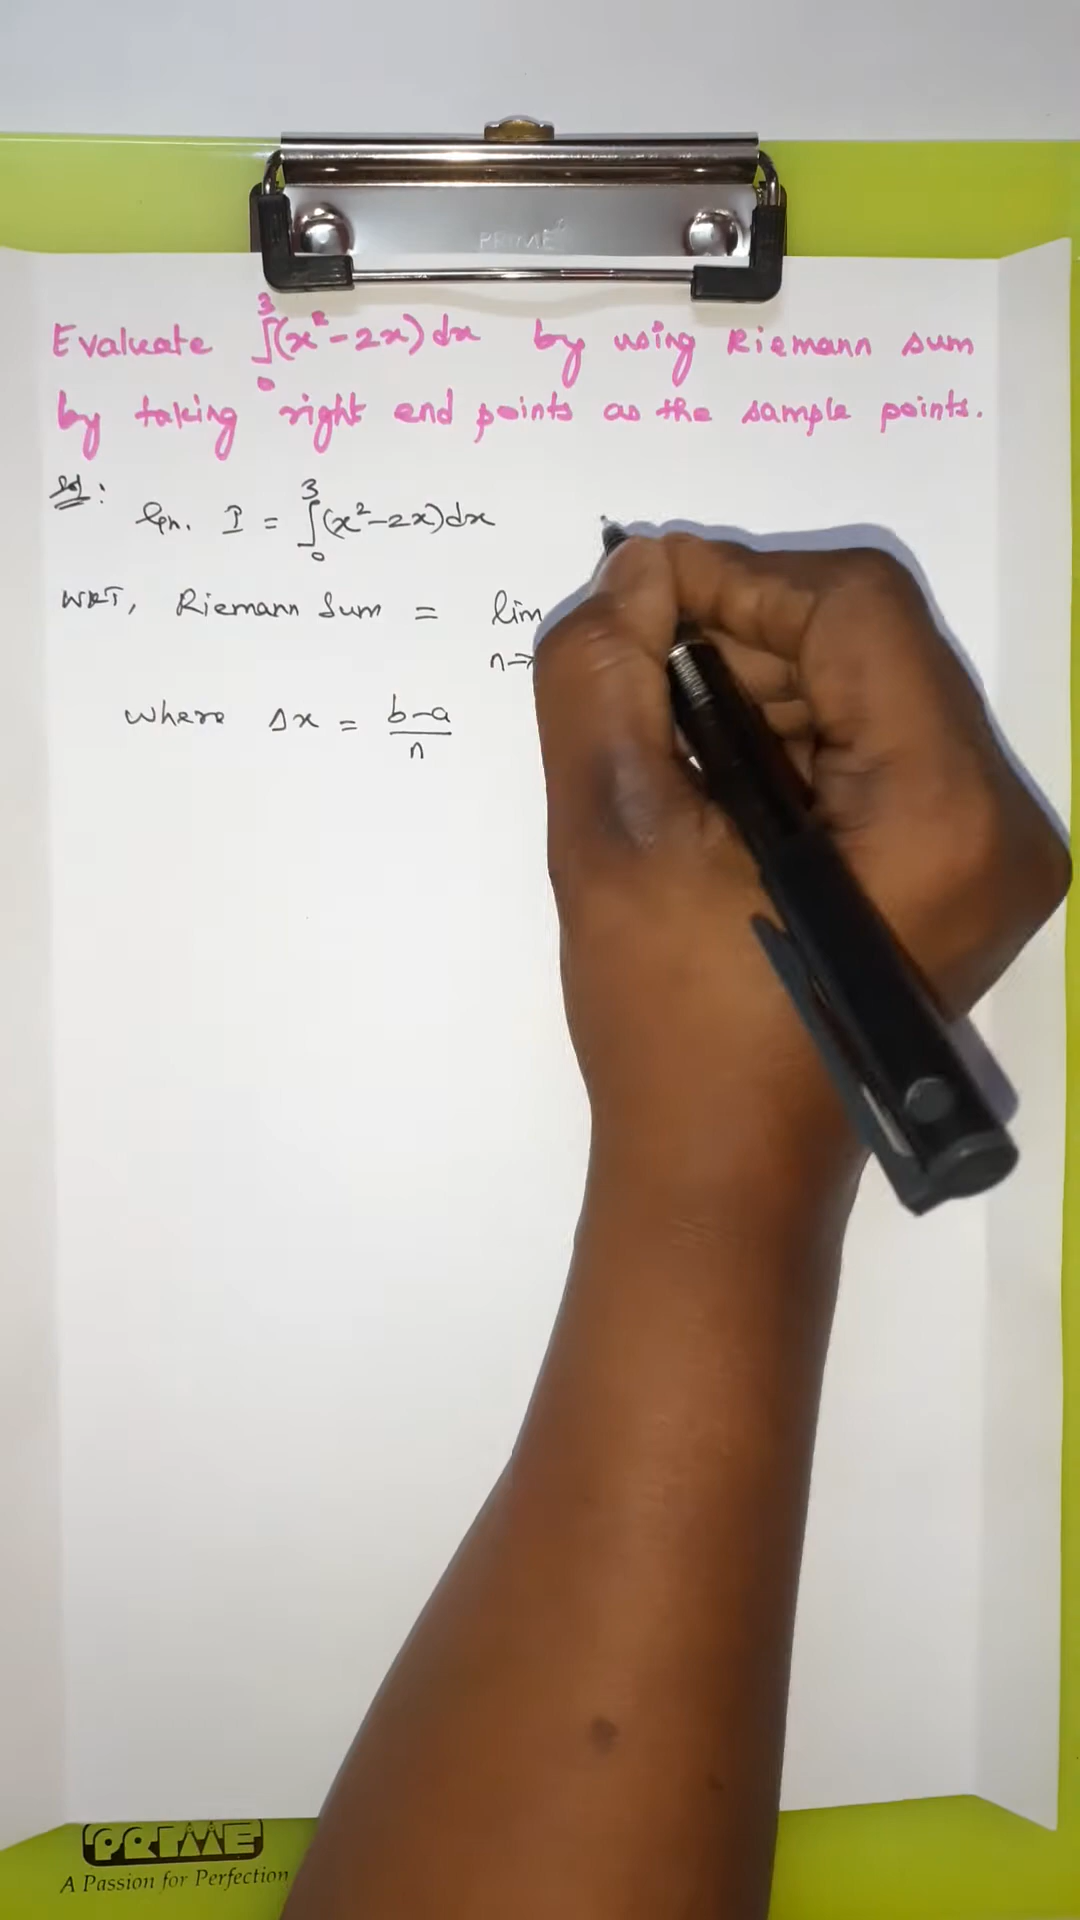 PRIME
Evaluate ∫₀³(x²-2x)dx by using Riemann sum
by taking right end points as the sample points.
Sol:
Gn. I = ∫₀³(x²-2x)dx
WKT, Riemann Sum = lim
n→
where Δx = b-a/n
PRIME
A Passion for Perfection